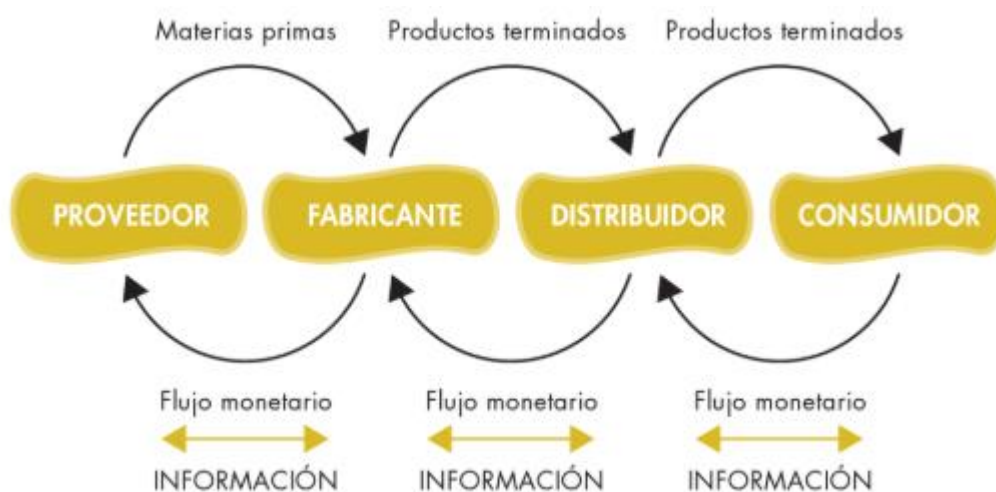 Materias primas
Productos terminados
Productos terminados
PROVEEDOR
FABRICANTE
DISTRIBUIDOR
CONSUMIDOR
Flujo monetario
Flujo monetario
Flujo monetario
INFORMACIÓN
INFORMACIÓN
INFORMACIÓN